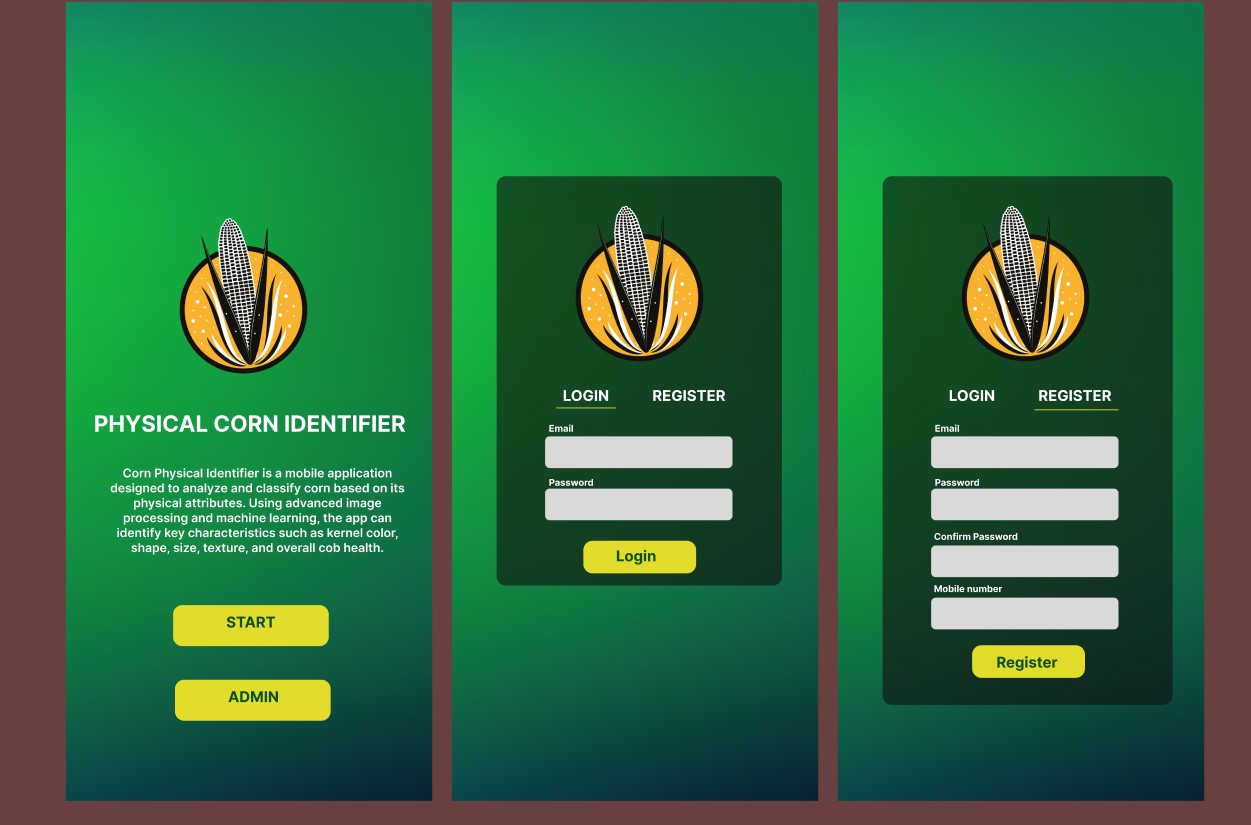 PHYSICAL CORN IDENTIFIER
Corn Physical Identifier is a mobile application
designed to analyze and classify corn based on its
physical attributes. Using advanced image
processing and machine learning, the app can
identify key characteristics such as kernel color,
shape, size, texture, and overall cob health.
START
ADMIN
LOGIN REGISTER
Email
Password
Login
LOGIN REGISTER
Email
Password
Confirm Password
Mobile number
Register